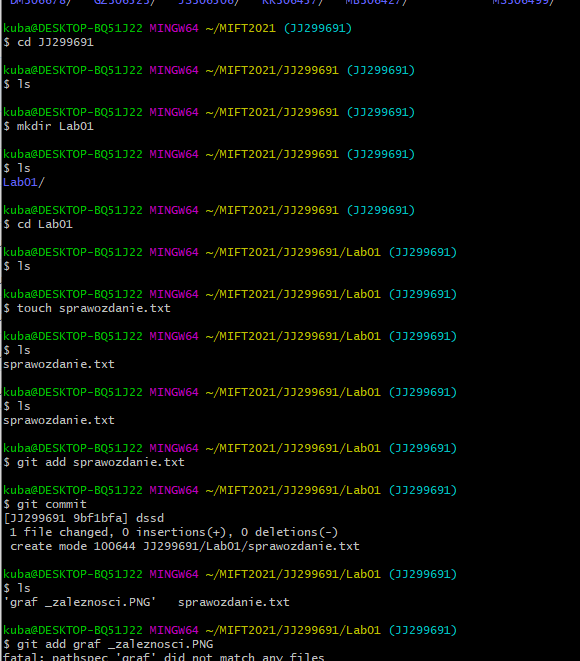 DM306678/ GZ306323/ JS306506/ KR306437/ MB306427/ MS306499/
kuba@DESKTOP-BQ51J22 MINGW64 ~/MIFT2021 (JJ299691)
$ cd JJ299691
kuba@DESKTOP-BQ51J22 MINGW64 ~/MIFT2021/JJ299691 (JJ299691)
$ ls
kuba@DESKTOP-BQ51J22 MINGW64 ~/MIFT2021/JJ299691 (JJ299691)
$ mkdir Lab01
kuba@DESKTOP-BQ51J22 MINGW64 ~/MIFT2021/JJ299691 (JJ299691)
$ ls
Lab01/
kuba@DESKTOP-BQ51J22 MINGW64 ~/MIFT2021/JJ299691 (JJ299691)
$ cd Lab01
kuba@DESKTOP-BQ51J22 MINGW64 ~/MIFT2021/JJ299691/Lab01 (JJ299691)
$ ls
kuba@DESKTOP-BQ51J22 MINGW64 ~/MIFT2021/JJ299691/Lab01 (JJ299691)
$ touch sprawozdanie.txt
kuba@DESKTOP-BQ51J22 MINGW64 ~/MIFT2021/JJ299691/Lab01 (JJ299691)
$ ls
sprawozdanie.txt
kuba@DESKTOP-BQ51J22 MINGW64 ~/MIFT2021/JJ299691/Lab01 (JJ299691)
$ ls
sprawozdanie.txt
kuba@DESKTOP-BQ51J22 MINGW64 ~/MIFT2021/JJ299691/Lab01 (JJ299691)
$ git add sprawozdanie.txt
kuba@DESKTOP-BQ51J22 MINGW64 ~/MIFT2021/JJ299691/Lab01 (JJ299691)
$ git commit
[JJ299691 9bf1bfa] dssd
 1 file changed, 0 insertions(+), 0 deletions(-)
 create mode 100644 JJ299691/Lab01/sprawozdanie.txt
kuba@DESKTOP-BQ51J22 MINGW64 ~/MIFT2021/JJ299691/Lab01 (JJ299691)
$ ls
'graf _zaleznosci.PNG'   sprawozdanie.txt
kuba@DESKTOP-BQ51J22 MINGW64 ~/MIFT2021/JJ299691/Lab01 (JJ299691)
$ git add graf _zaleznosci.PNG
fatal: pathspec 'graf' did not match any files